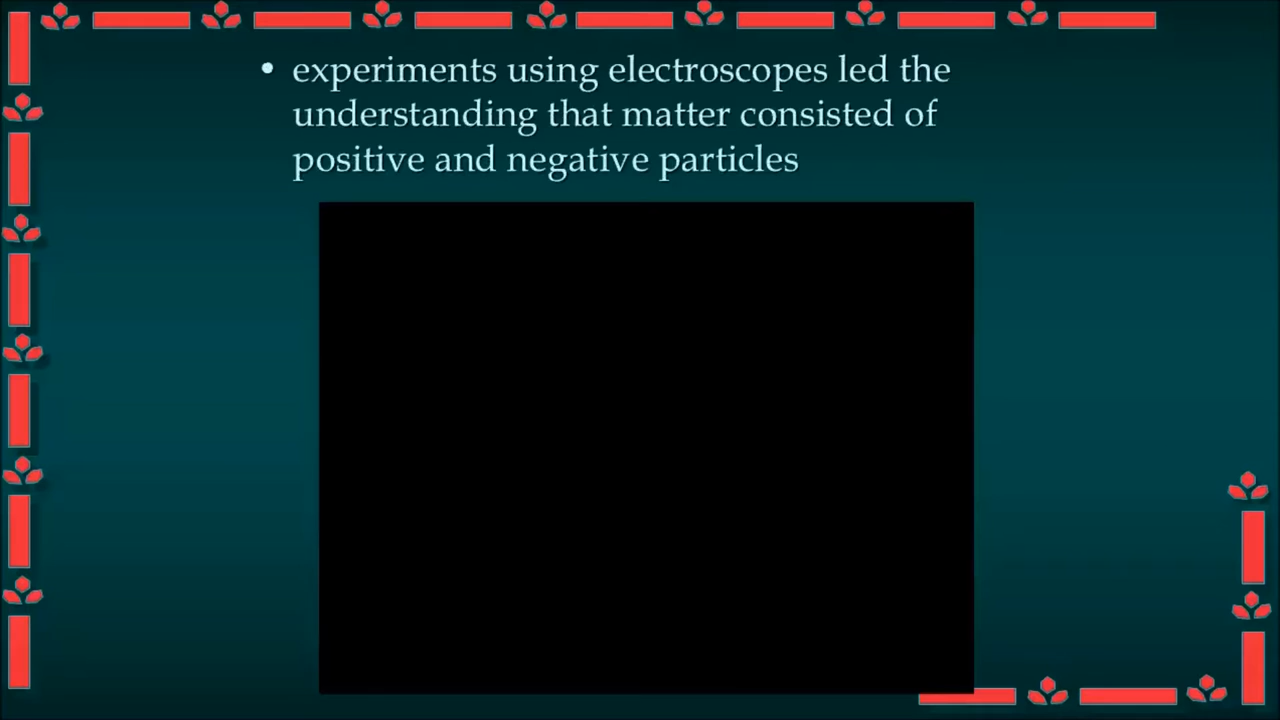 • experiments using electroscopes led the
understanding that matter consisted of
positive and negative particles